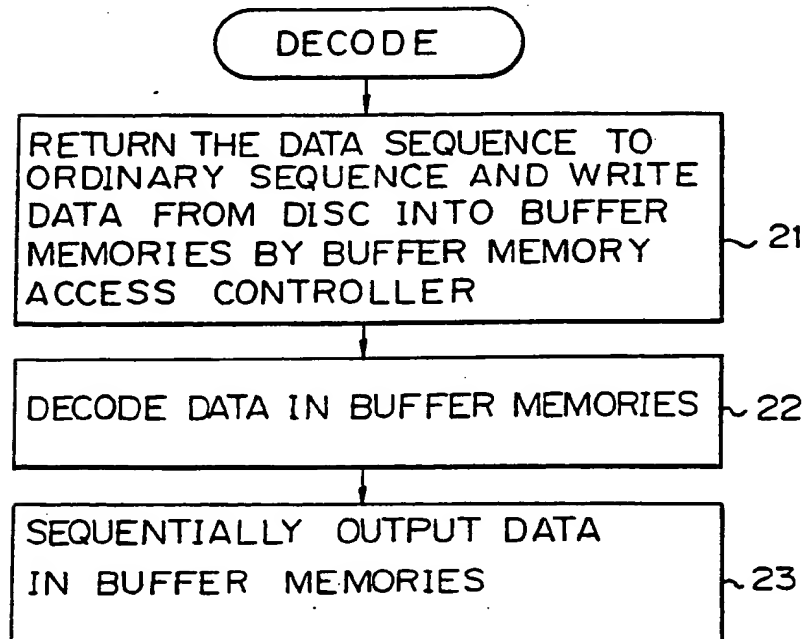 DECODE
RETURN THE DATA SEQUENCE TO
ORDINARY SEQUENCE AND WRITE
DATA FROM DISC INTO BUFFER
MEMORIES BY BUFFER MEMORY
ACCESS CONTROLLER
21
DECODE DATA IN BUFFER MEMORIES
22
SEQUENTIALLY OUTPUT DATA
IN BUFFER MEMORIES
23